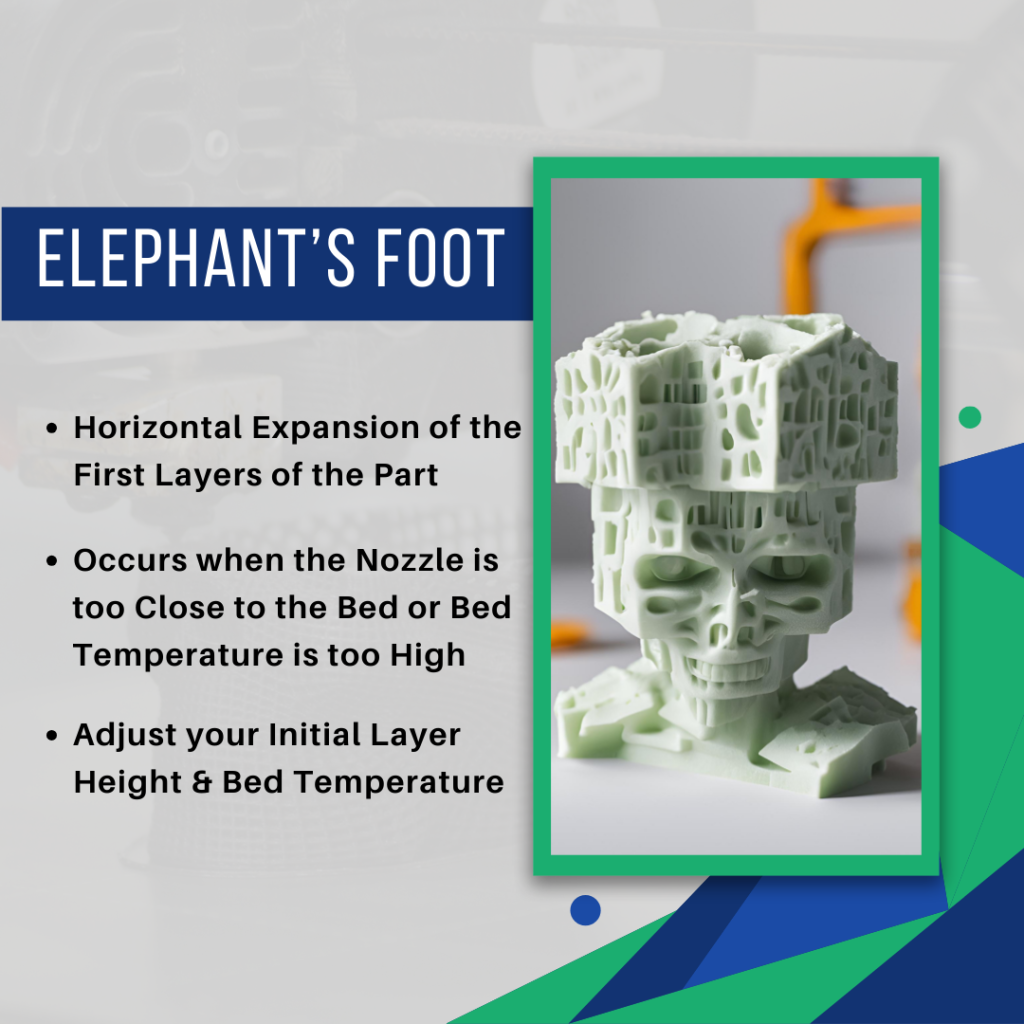 ELEPHANT’S FOOT
• Horizontal Expansion of the
First Layers of the Part
• Occurs when the Nozzle is
too Close to the Bed or Bed
Temperature is too High
• Adjust your Initial Layer
Height & Bed Temperature